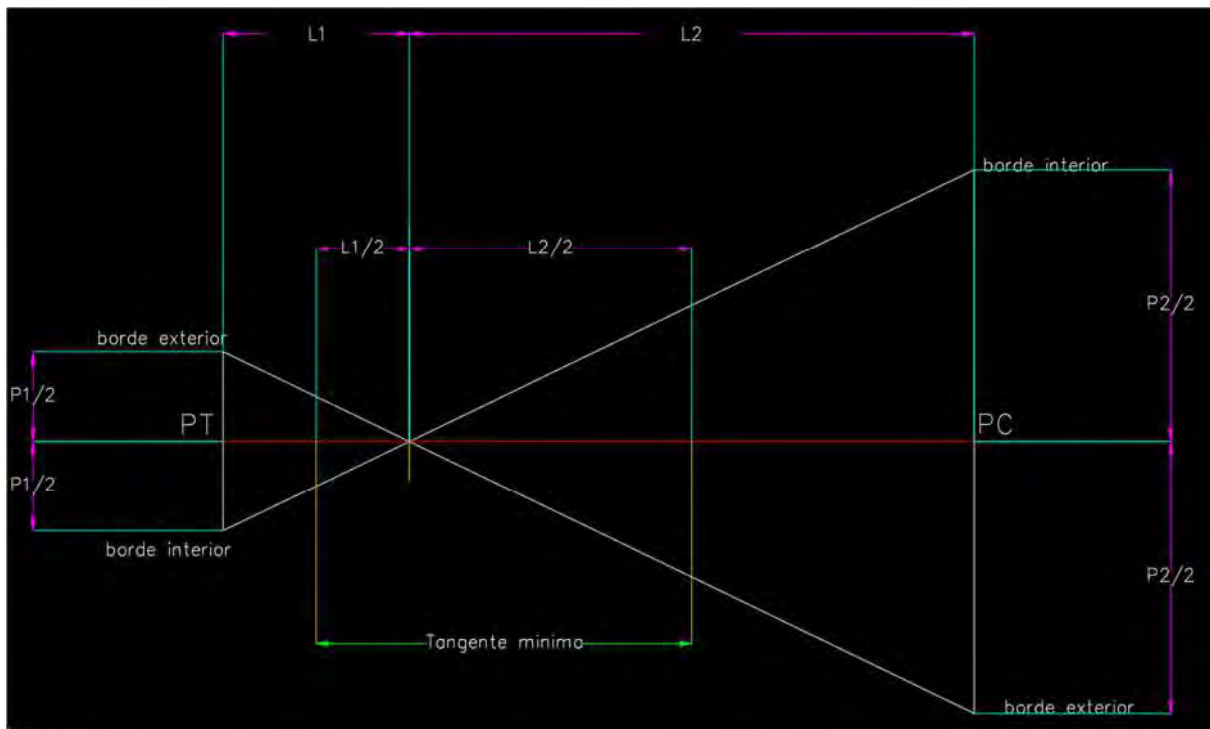 L1
L2
borde interior
L1/2
L2/2
P2/2
borde exterior
P1/2
PT
PC
P1/2
borde interior
P2/2
Tangente minima
borde exterior